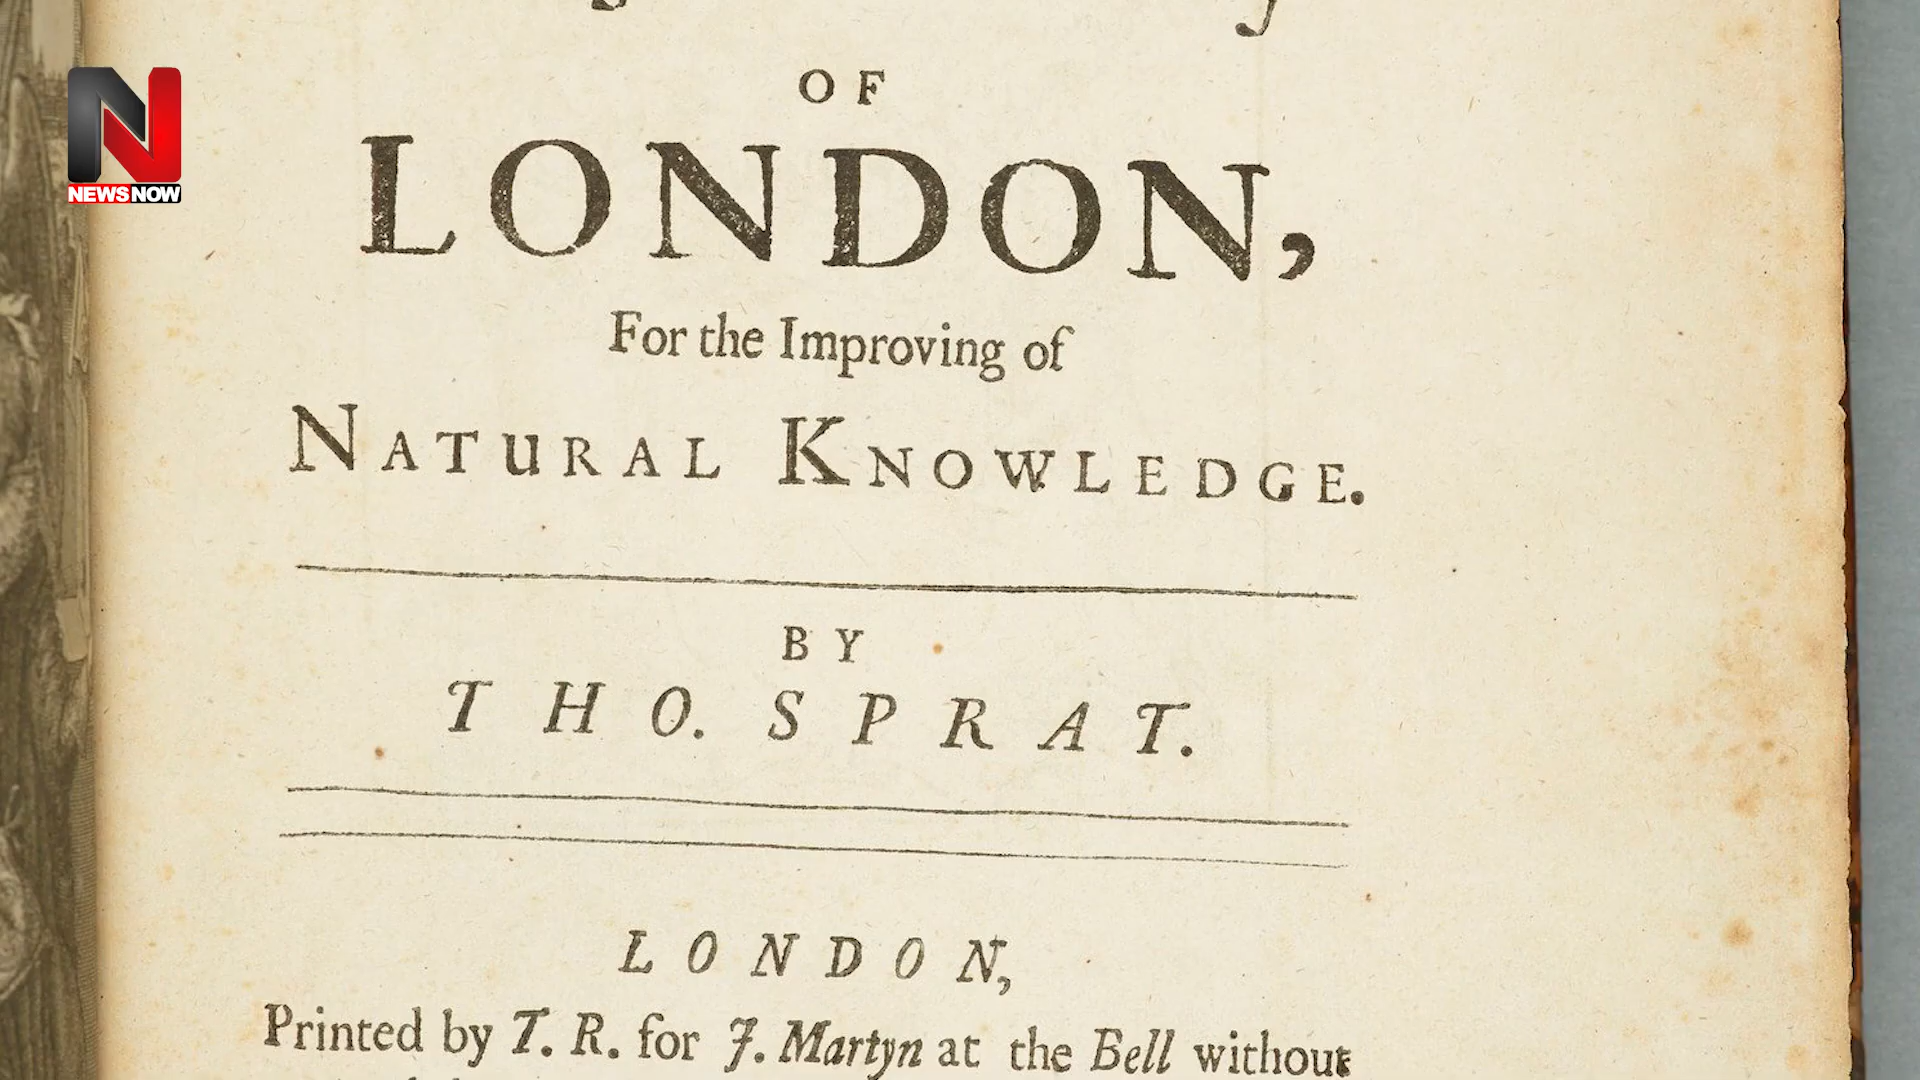 OF
LONDON,
For the Improving of
NATURAL KNOWLEDGE.
BY
THO. SPRAT.
LONDON,
Printed by T. R. for J. Martyn at the Bell without
NEWSNOW